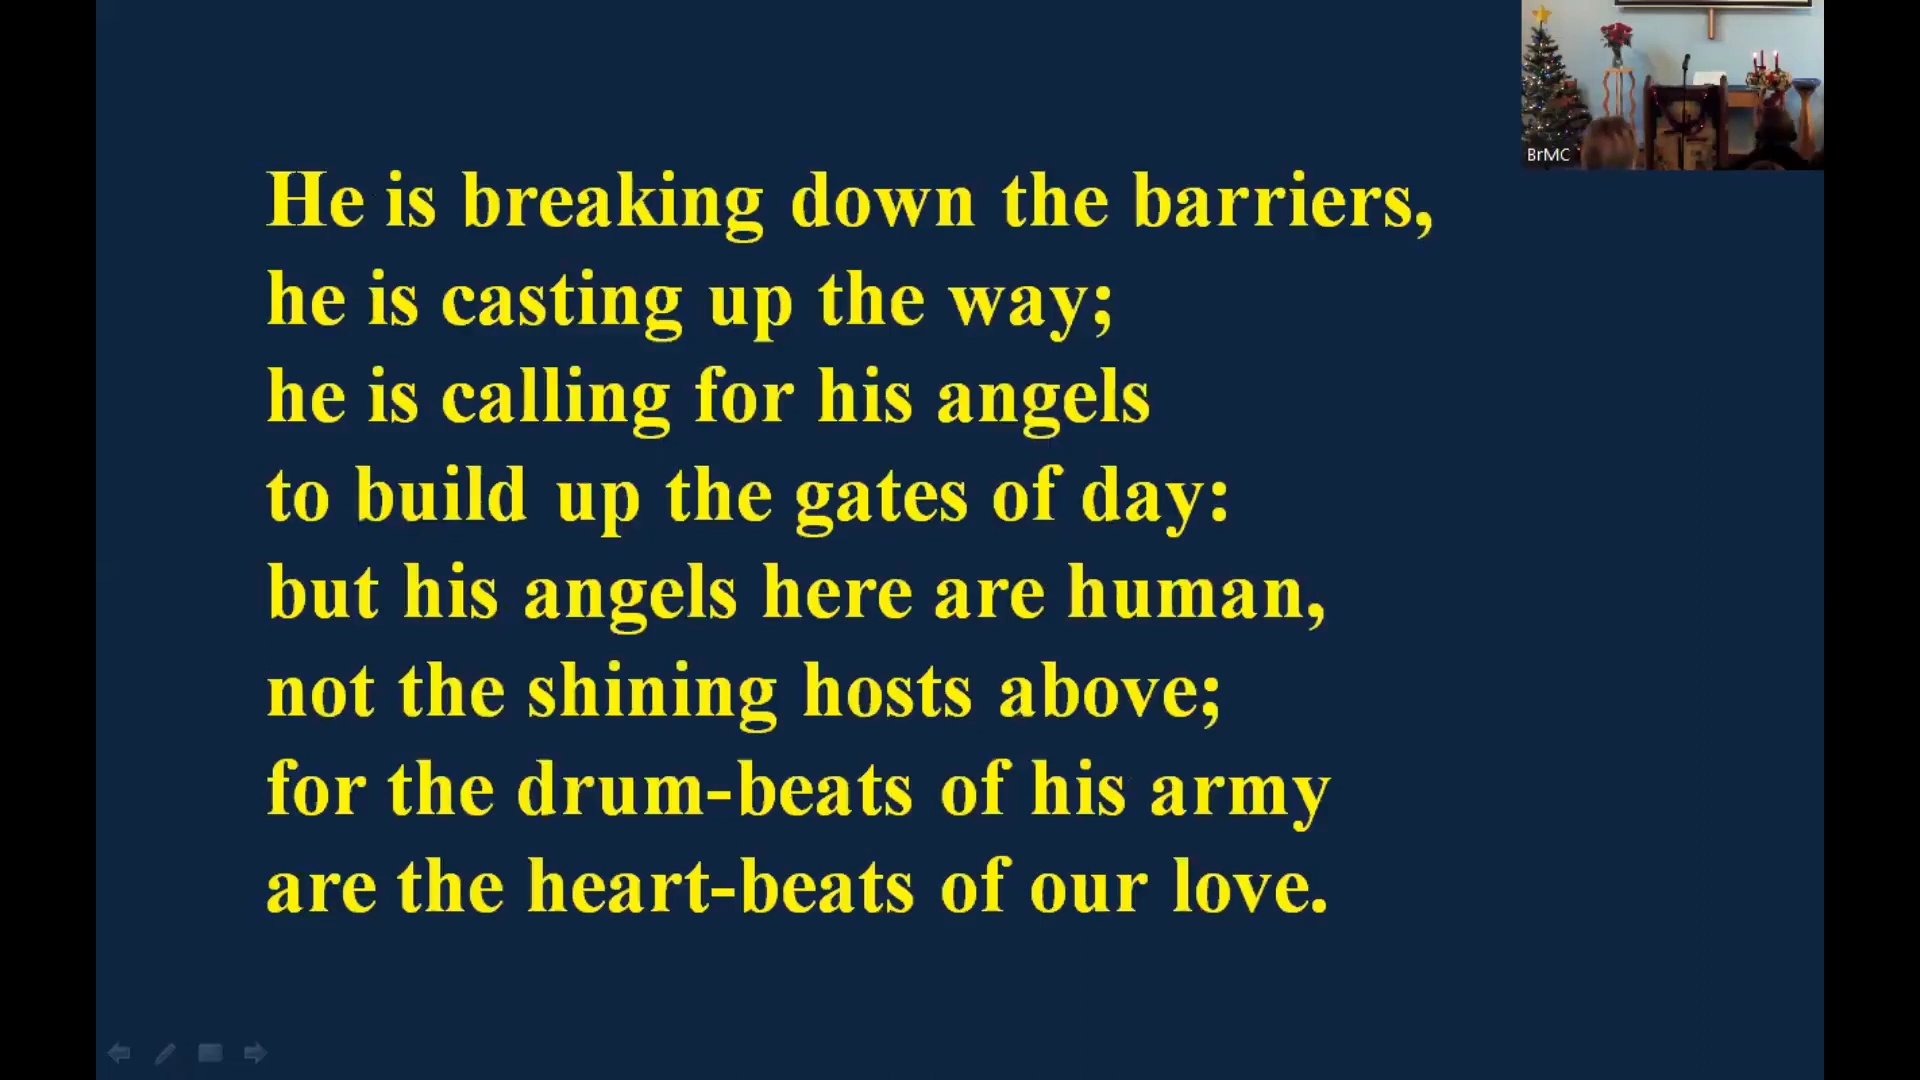 He is breaking down the barriers,
he is casting up the way;
he is calling for his angels
to build up the gates of day:
but his angels here are human,
not the shining hosts above;
for the drum-beats of his army
are the heart-beats of our love.
BrMC